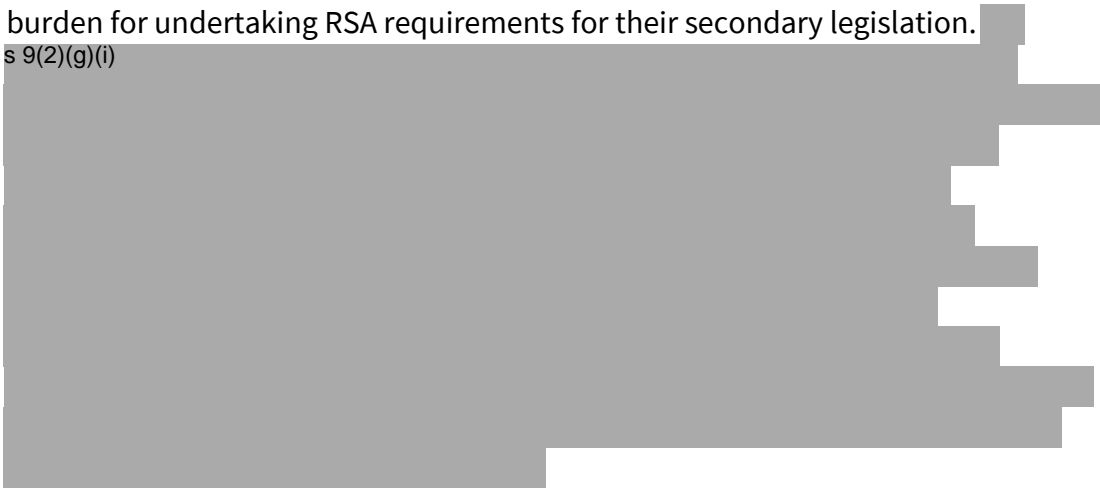 burden for undertaking RSA requirements for their secondary legislation.
s 9(2)(g)(i)